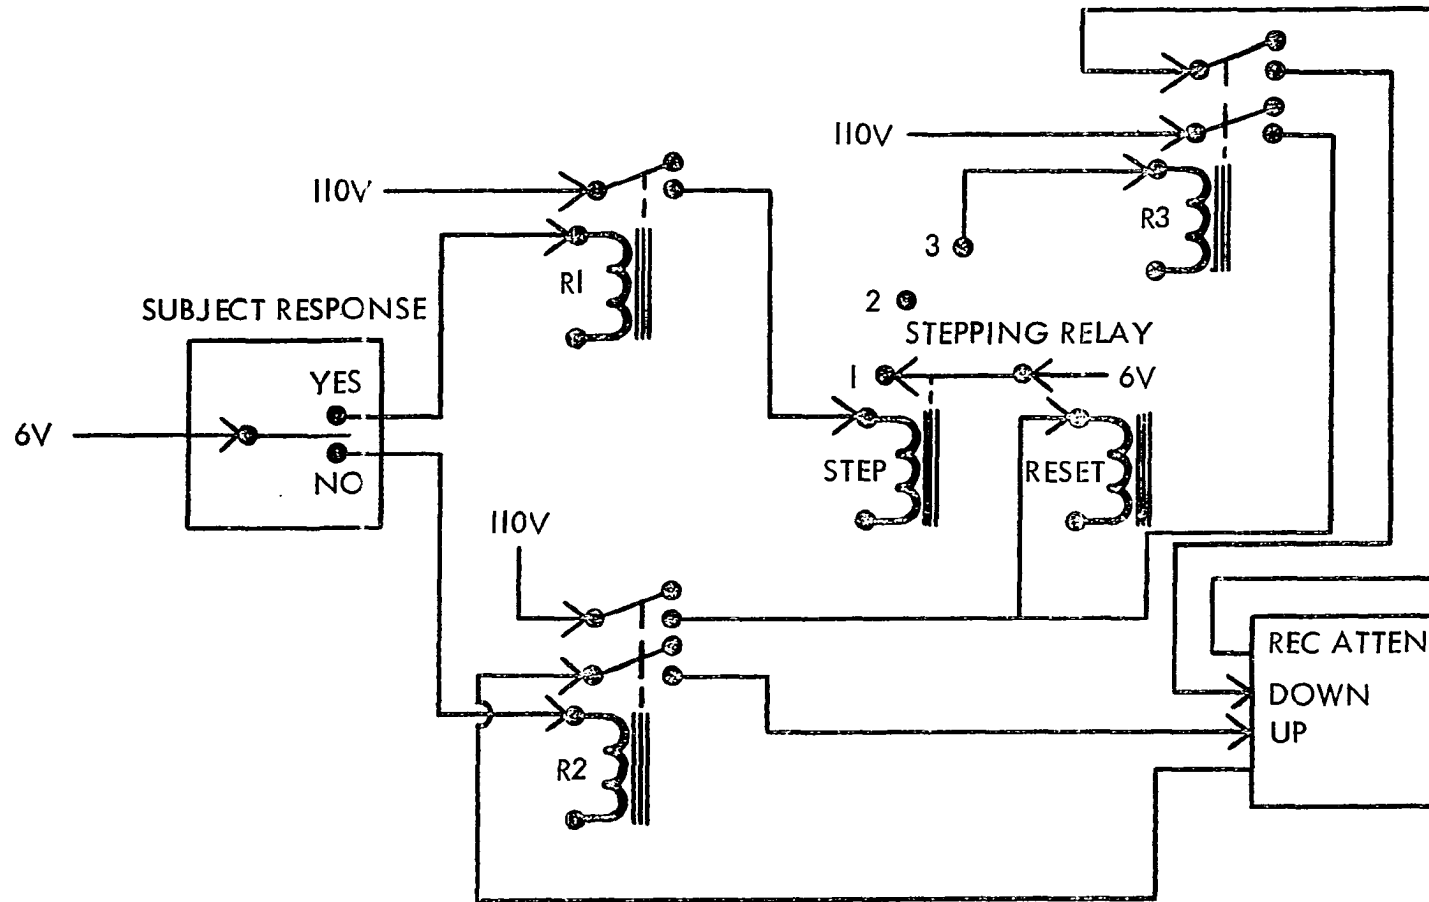 110V
110V
R3
3
R1
SUBJECT RESPONSE
2
STEPPING RELAY
YES
1
6V
6V
NO
STEP
RESET
110V
REC ATTEN
DOWN
UP
R2